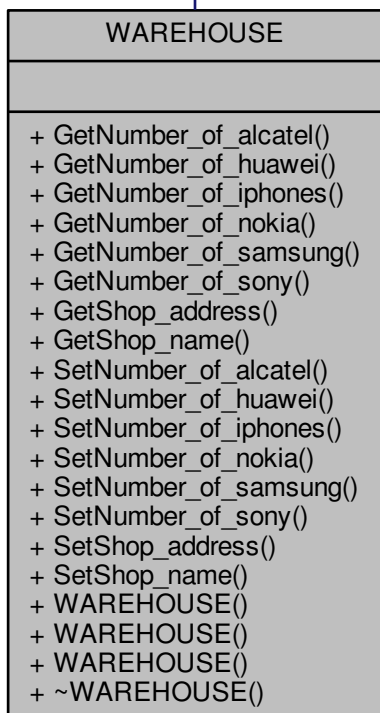 WAREHOUSE
+ GetNumber_of_alcatel()
+ GetNumber_of_huawei()
+ GetNumber_of_iphones()
+ GetNumber_of_nokia()
+ GetNumber_of_samsung()
+ GetNumber_of_sony()
+ GetShop_address()
+ GetShop_name()
+ SetNumber_of_alcatel()
+ SetNumber_of_huawei()
+ SetNumber_of_iphones()
+ SetNumber_of_nokia()
+ SetNumber_of_samsung()
+ SetNumber_of_sony()
+ SetShop_address()
+ SetShop_name()
+ WAREHOUSE()
+ WAREHOUSE()
+ WAREHOUSE()
+ ~WAREHOUSE()